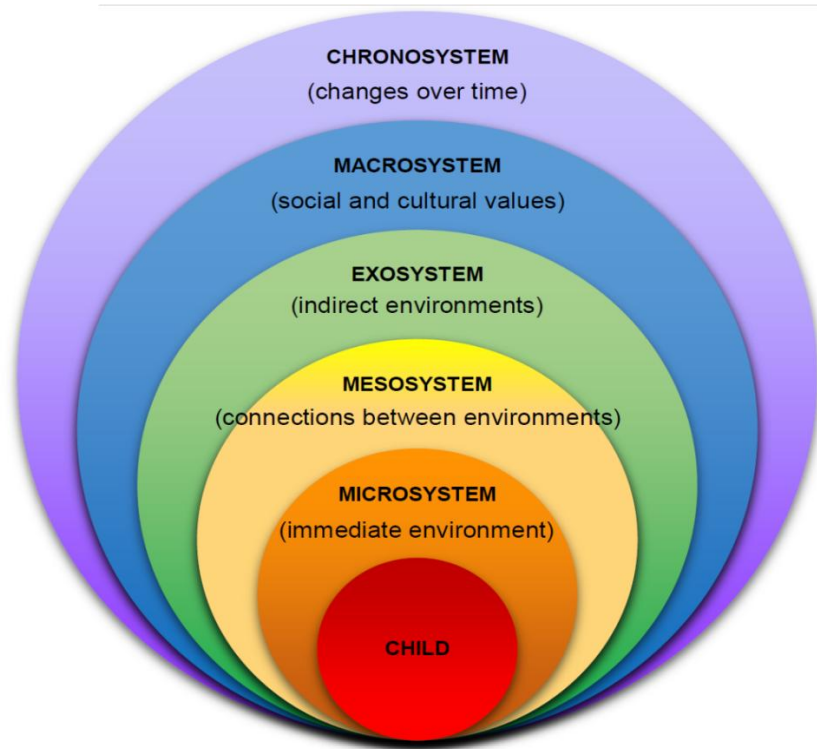 CHRONOSYSTEM
(changes over time)
MACROSYSTEM
(social and cultural values)
EXOSYSTEM
(indirect environments)
MESOSYSTEM
(connections between environments)
MICROSYSTEM
(immediate environment)
CHILD